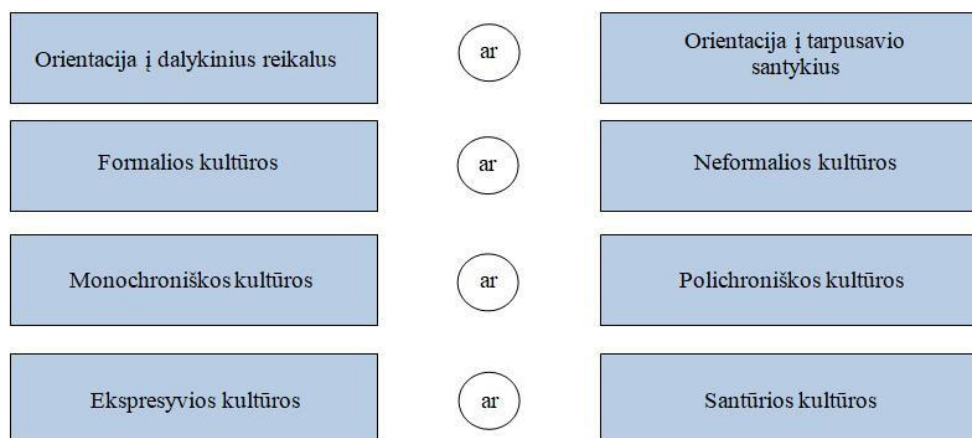 Orientacija į dalykinius reikalus
ar
Orientacija į tarpusavio
santykius
Formalios kultūros
ar
Neformalios kultūros
Monochroniškos kultūros
ar
Polichroniškos kultūros
Ekspresyvios kultūros
ar
Santūrios kultūros